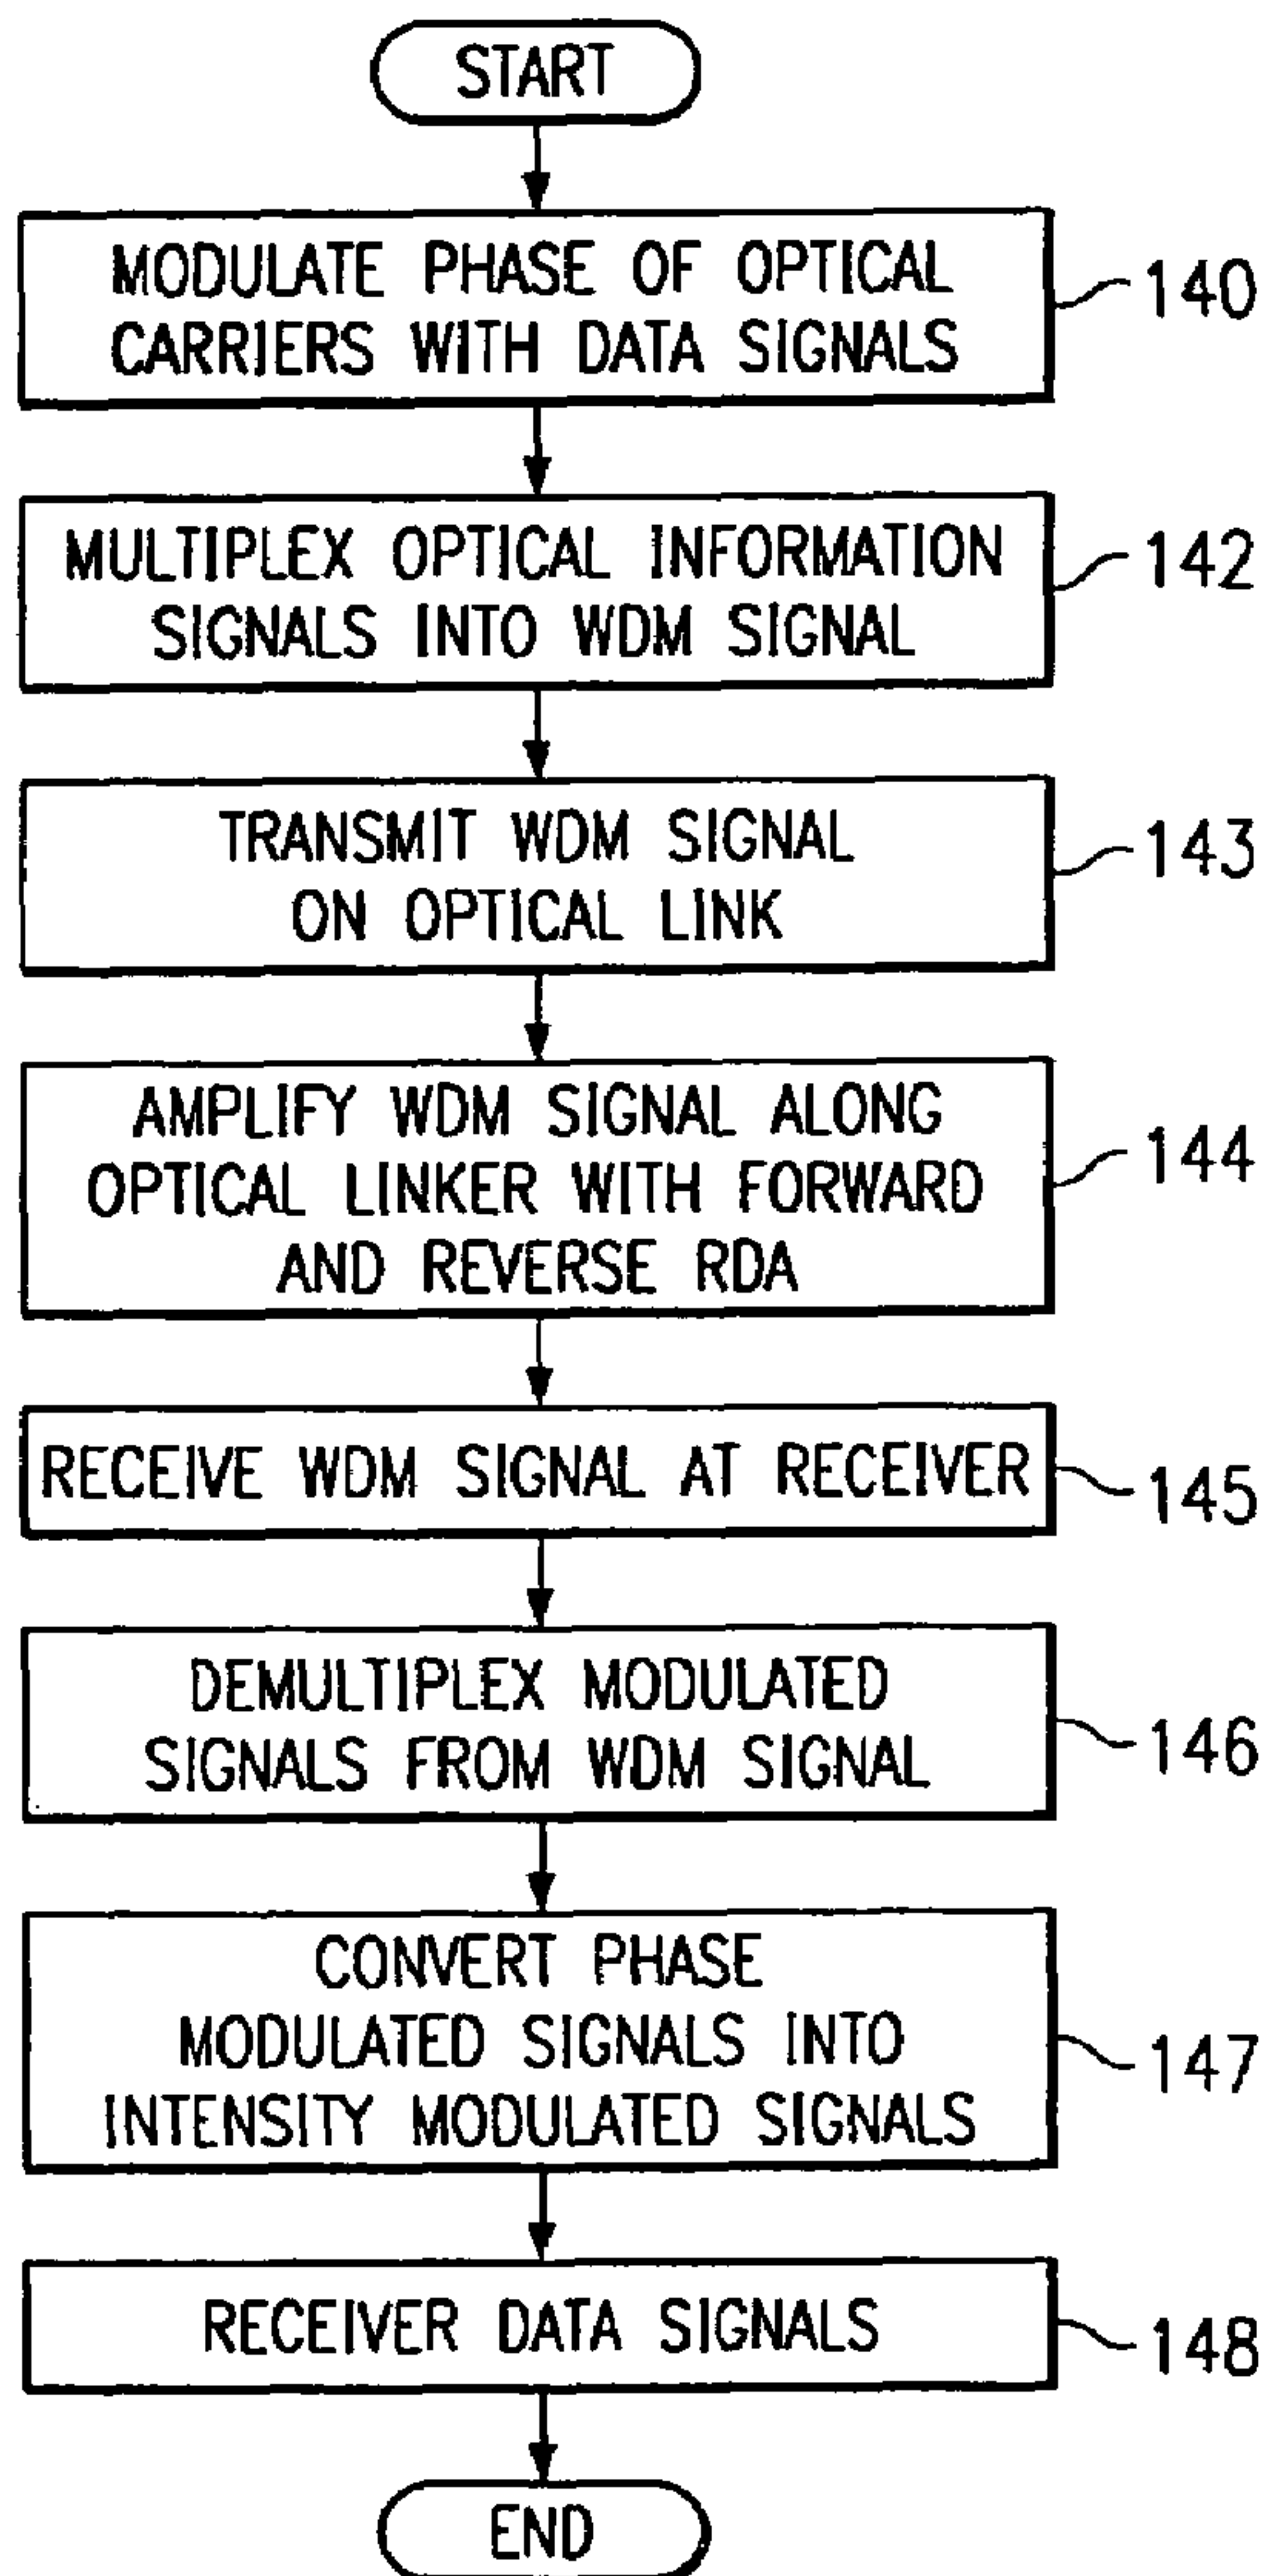 START
MODULATE PHASE OF OPTICAL
CARRIERS WITH DATA SIGNALS
140
MULTIPLEX OPTICAL INFORMATION
SIGNALS INTO WDM SIGNAL
142
TRANSMIT WDM SIGNAL
ON OPTICAL LINK
143
AMPLIFY WDM SIGNAL ALONG
OPTICAL LINKER WITH FORWARD
AND REVERSE RDA
144
RECEIVE WDM SIGNAL AT RECEIVER
145
DEMULTIPLEX MODULATED
SIGNALS FROM WDM SIGNAL
146
CONVERT PHASE
MODULATED SIGNALS INTO
INTENSITY MODULATED SIGNALS
147
RECEIVER DATA SIGNALS
148
END